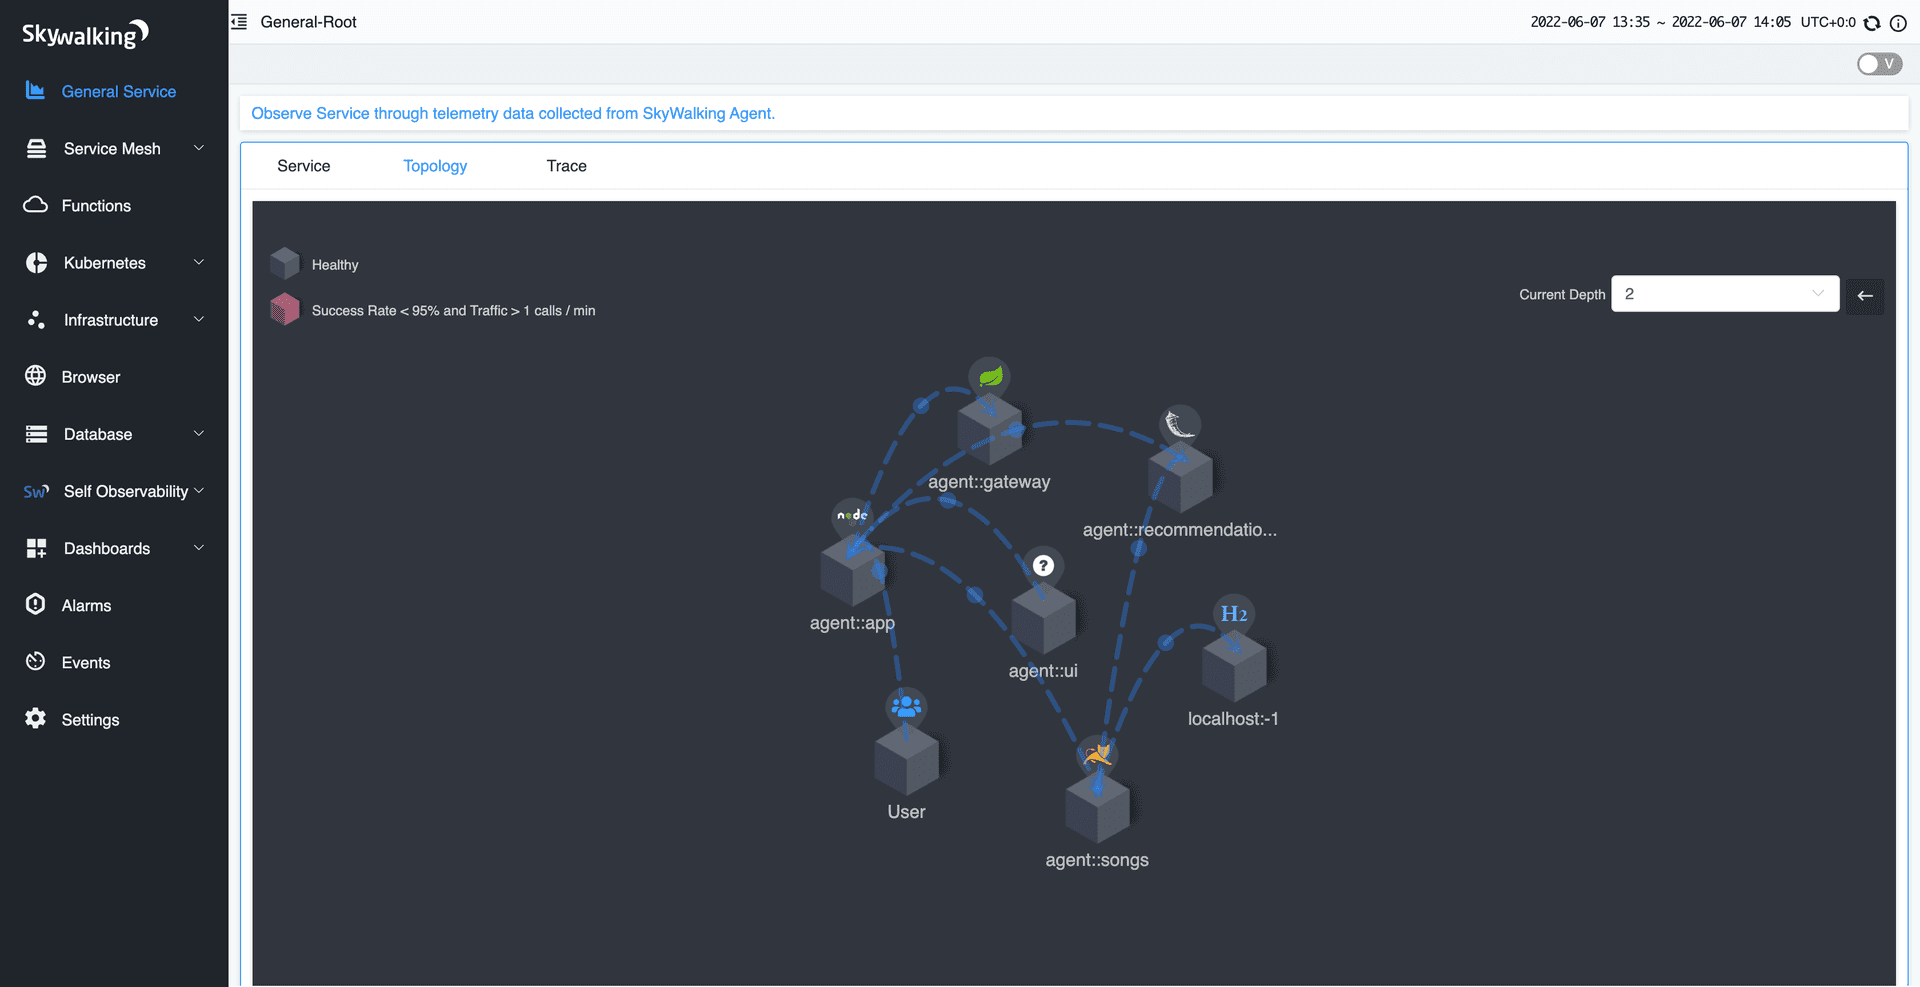 Skywalking
General-Root
2022-06-07 13:35 ~ 2022-06-07 14:05 UTC+0:0
V
General Service
Service Mesh
Functions
Kubernetes
Infrastructure
Browser
Database
Sw Self Observability
Dashboards
Alarms
Events
Settings
Observe Service through telemetry data collected from SkyWalking Agent.
Service Topology Trace
Healthy
Success Rate < 95% and Traffic > 1 calls / min
Current Depth 2
agent::gateway
agent::recommendatio...
node
agent::app
?
agent::ui
H2
localhost:-1
User
agent::songs